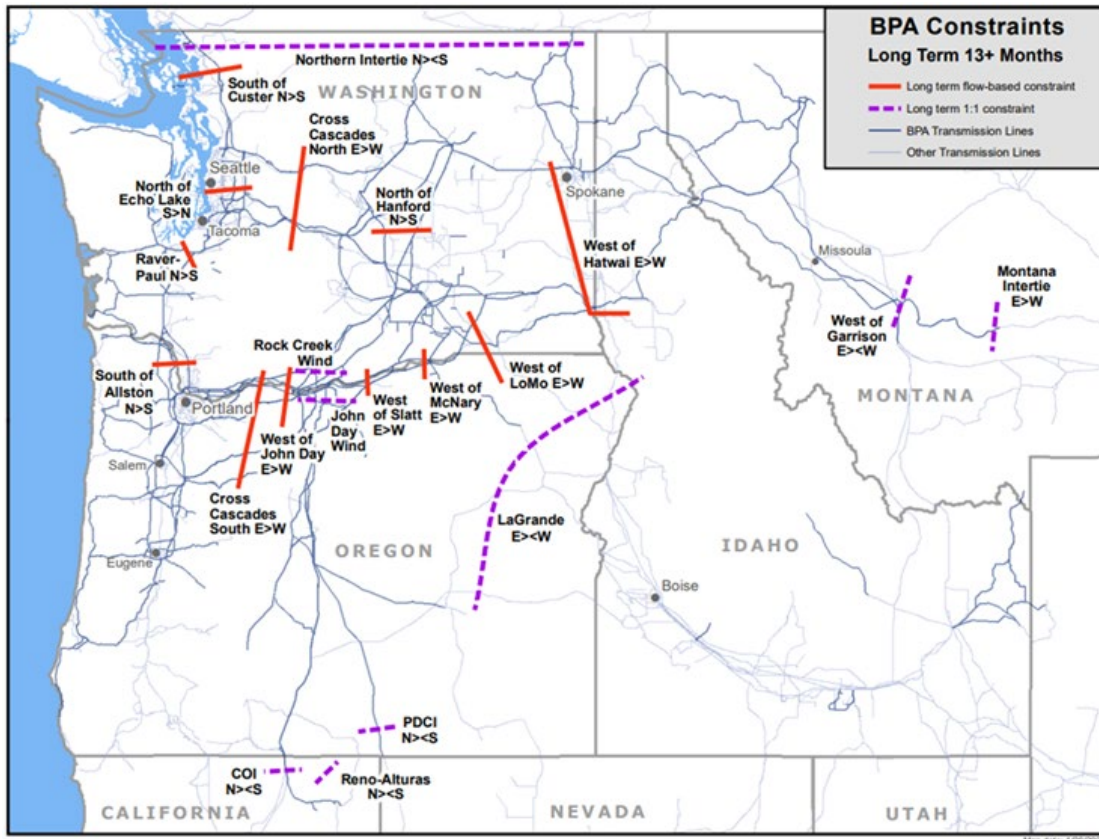 BPA Constraints
Long Term 13+ Months
Long term flow-based constraint
Long term 1:1 constraint
BPA Transmission Lines
Other Transmission Lines
Northern Intertie N><S
South of
Custer N>S
WASHINGTON
Cross
Cascades
North E>W
Seattle
North of
Echo Lake
S>N
Tacoma
North of
Hanford
N>S
Spokane
Raver-
Paul N>S
West of
Hatwai E>W
Missoula
Montana
Intertie
E>W
West of
Garrison
E><W
MONTANA
Rock Creek
Wind
South of
Allston
N>S
Portland
West of
John Day
E>W
John
Day
Wind
West
of Slatt
E>W
West of
McNary
E>W
West of
LoMo E>W
Salem
Cross
Cascades
South E>W
LaGrande
E><W
OREGON
IDAHO
Eugene
Boise
PDCI
N><S
COI
N><S
Reno-Alturas
N><S
CALIFORNIA
NEVADA
UTAH